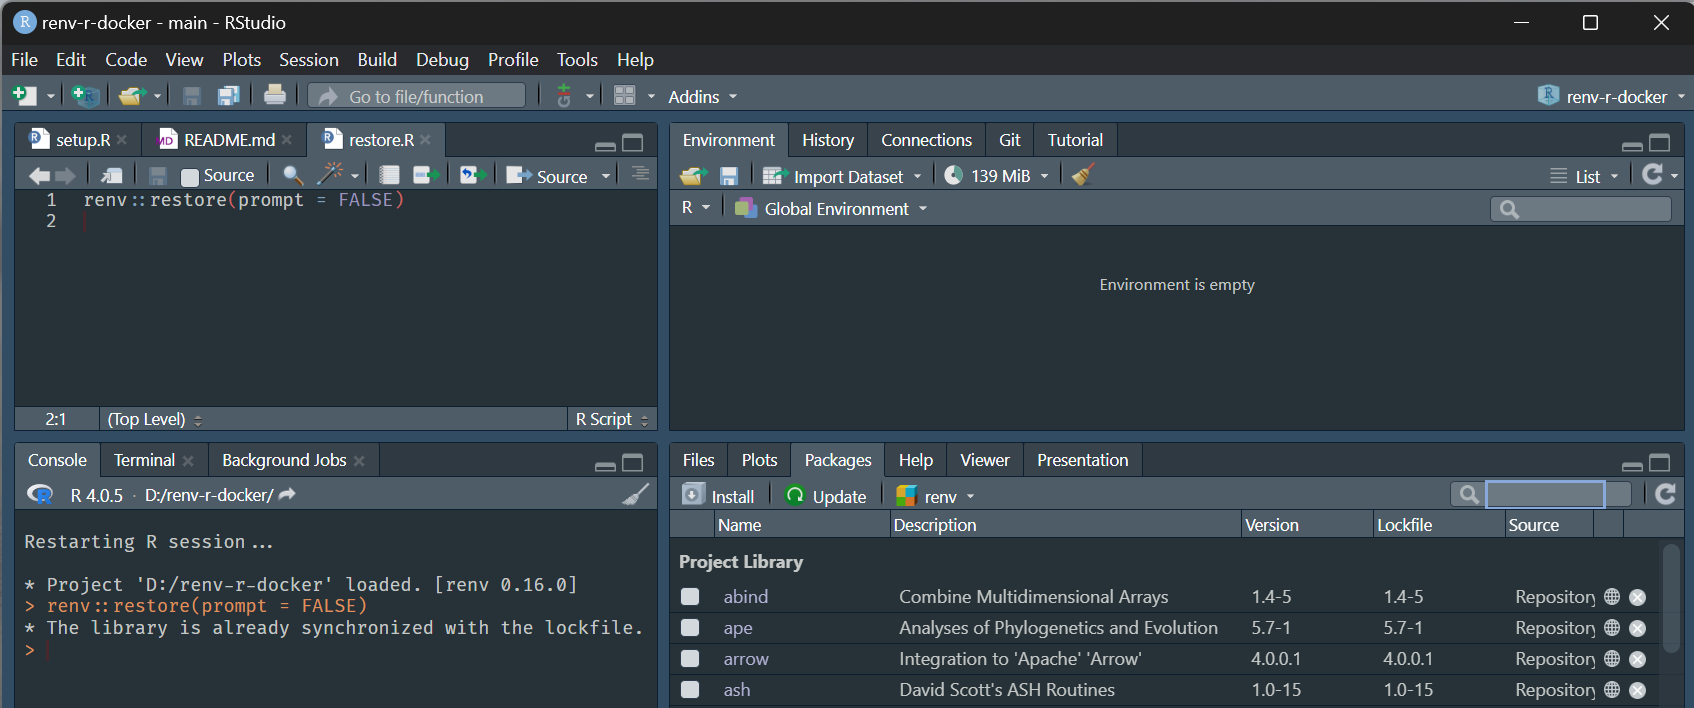 renv-r-docker - main - RStudio
File Edit Code View Plots Session Build Debug Profile Tools Help
Go to file/function Addins renv-r-docker
setup.R README.md restore.R
Source Source
1 renv::restore(prompt = FALSE)
2
2:1 (Top Level) R Script
Environment History Connections Git Tutorial
Import Dataset 139 MiB List
R Global Environment
Environment is empty
Console Terminal Background Jobs
R 4.0.5 · D:/renv-r-docker/
Restarting R session...
* Project 'D:/renv-r-docker' loaded. [renv 0.16.0]
> renv::restore(prompt = FALSE)
* The library is already synchronized with the lockfile.
>
Files Plots Packages Help Viewer Presentation
Install Update renv
Name Description Version Lockfile Source
Project Library
abind Combine Multidimensional Arrays 1.4-5 1.4-5 Repository
ape Analyses of Phylogenetics and Evolution 5.7-1 5.7-1 Repository
arrow Integration to 'Apache' 'Arrow' 4.0.0.1 4.0.0.1 Repository
ash David Scott's ASH Routines 1.0-15 1.0-15 Repository